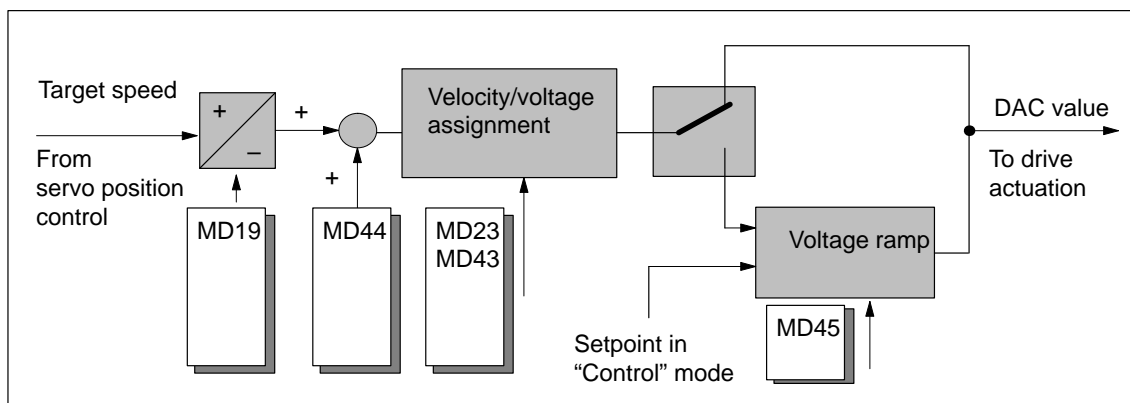 Target speed
From
servo position
control
+
–
+
+
Velocity/voltage
assignment
DAC value
To drive
actuation
MD19
MD44
MD23
MD43
Voltage ramp
Setpoint in
“Control” mode
MD45